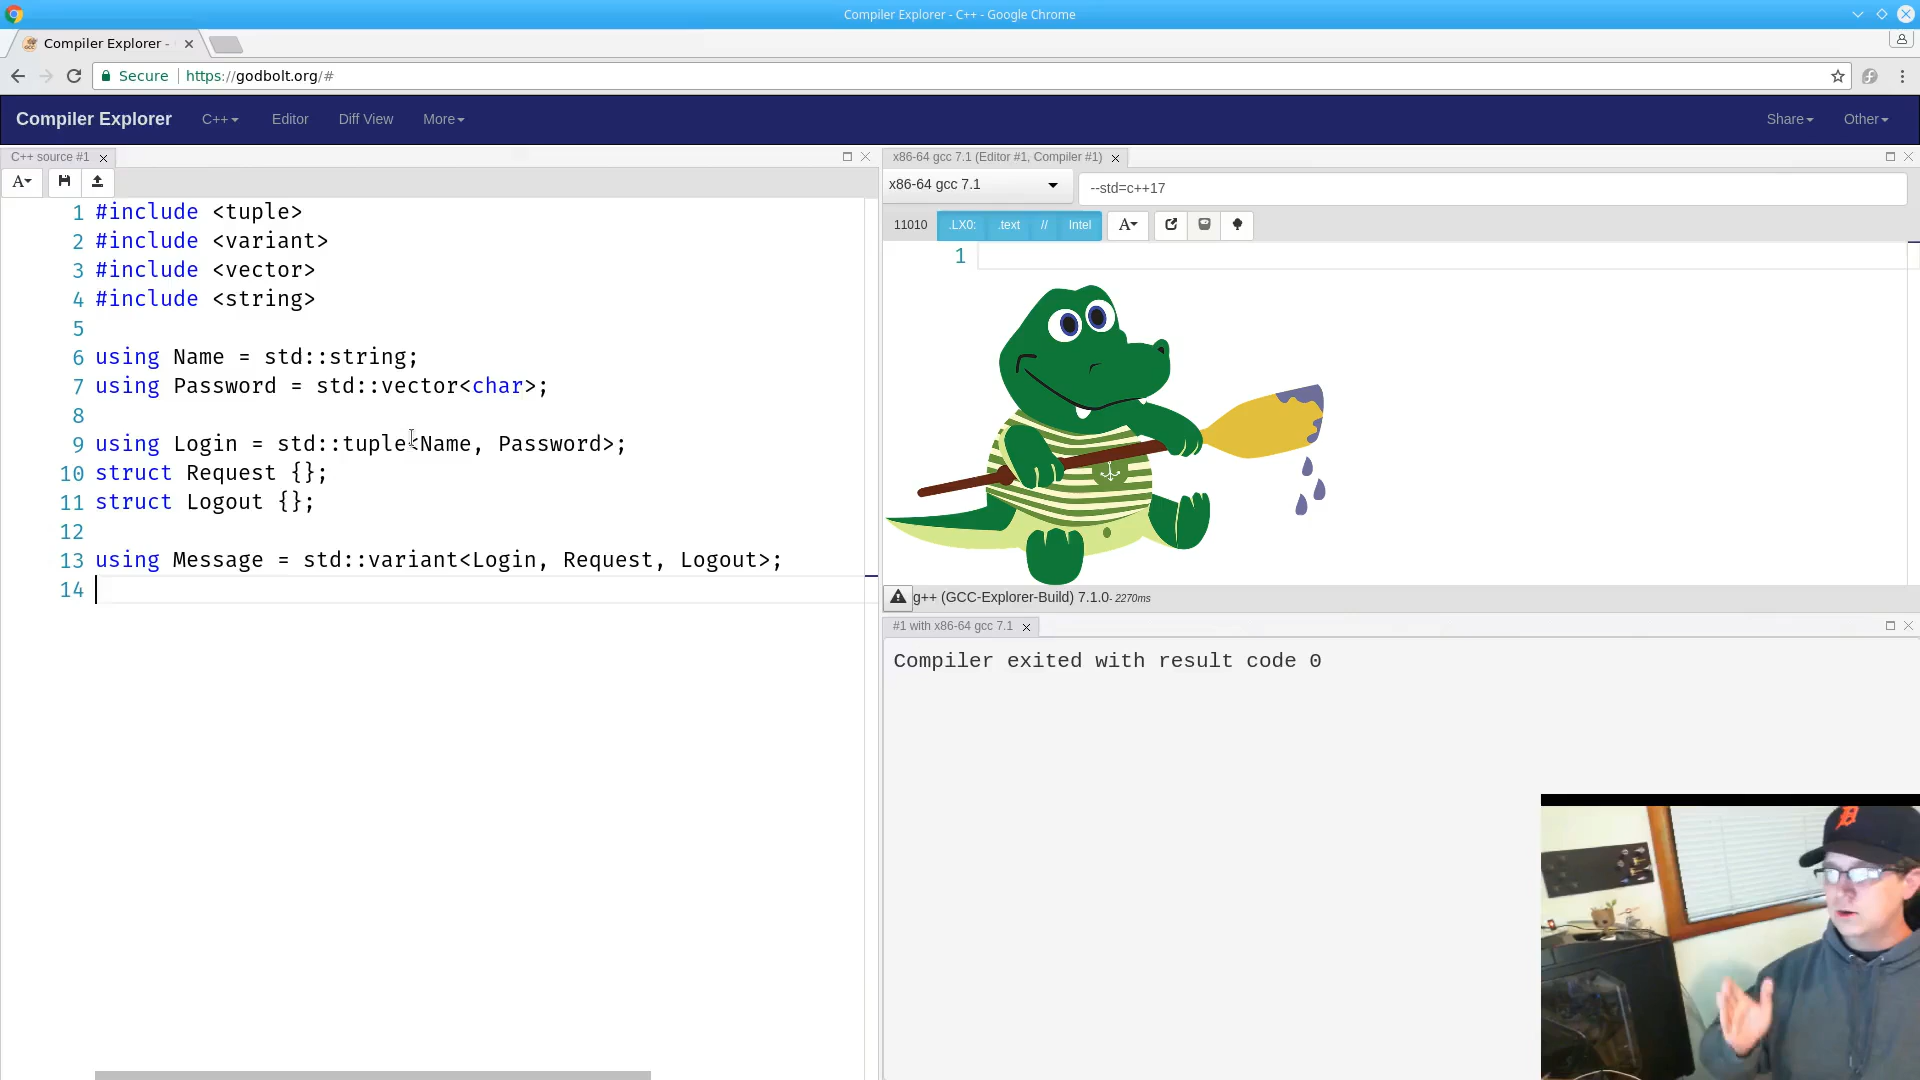 Compiler Explorer - C++ - Google Chrome
Compiler Explorer -
Secure https://godbolt.org/#
Compiler Explorer C++ Editor Diff View More Share Other
C++ source #1
A
1 #include <tuple>
2 #include <variant>
3 #include <vector>
4 #include <string>
5
6 using Name = std::string;
7 using Password = std::vector<char>;
8
9 using Login = std::tuple<Name, Password>;
10 struct Request {};
11 struct Logout {};
12
13 using Message = std::variant<Login, Request, Logout>;
14
x86-64 gcc 7.1 (Editor #1, Compiler #1)
x86-64 gcc 7.1 --std=c++17
11010 .LX0: .text // Intel A
1
g++ (GCC-Explorer-Build) 7.1.0 - 2270ms
#1 with x86-64 gcc 7.1
Compiler exited with result code 0